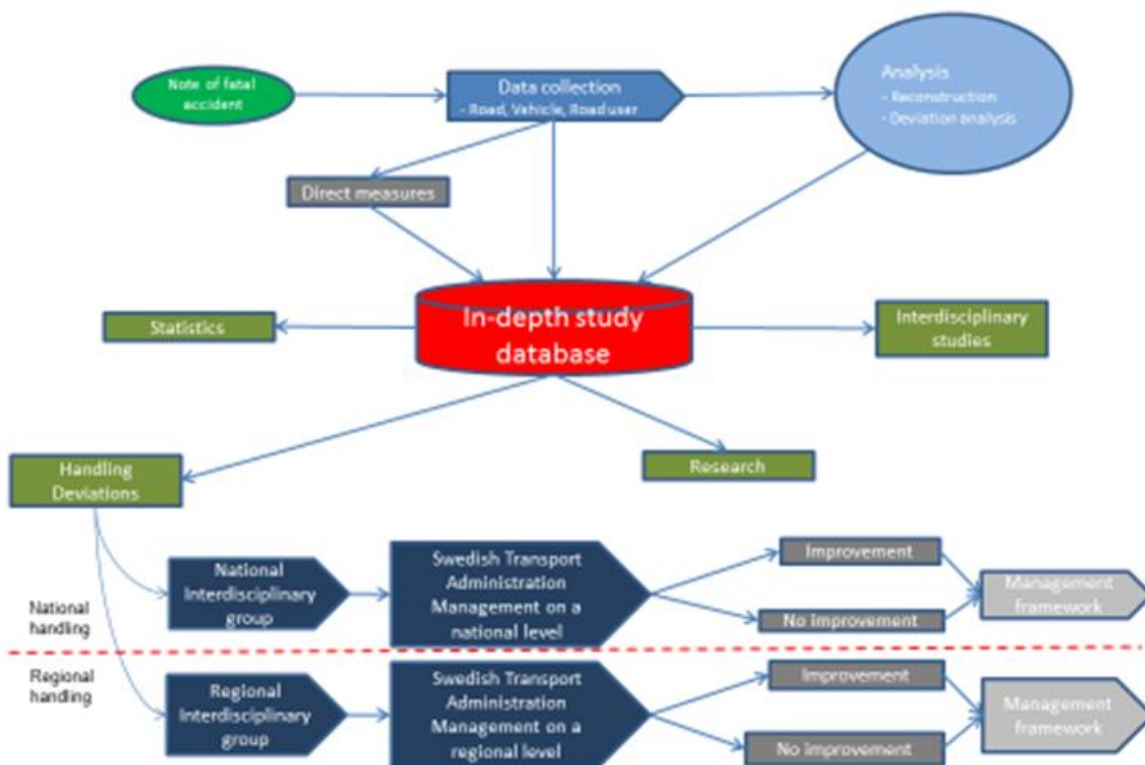 Note of fatal
accident
Data collection
- Road, Vehicle, Road user
Analysis
- Reconstruction
- Deviation analysis
Direct measures
In-depth study
database
Statistics
Interdisciplinary
studies
Research
Handling
Deviations
National
handling
National
Interdisciplinary
group
Swedish Transport
Administration
Management on a
national level
Improvement
No improvement
Management
framework
Regional
handling
Regional
Interdisciplinary
group
Swedish Transport
Administration
Management on a
regional level
Improvement
No improvement
Management
framework